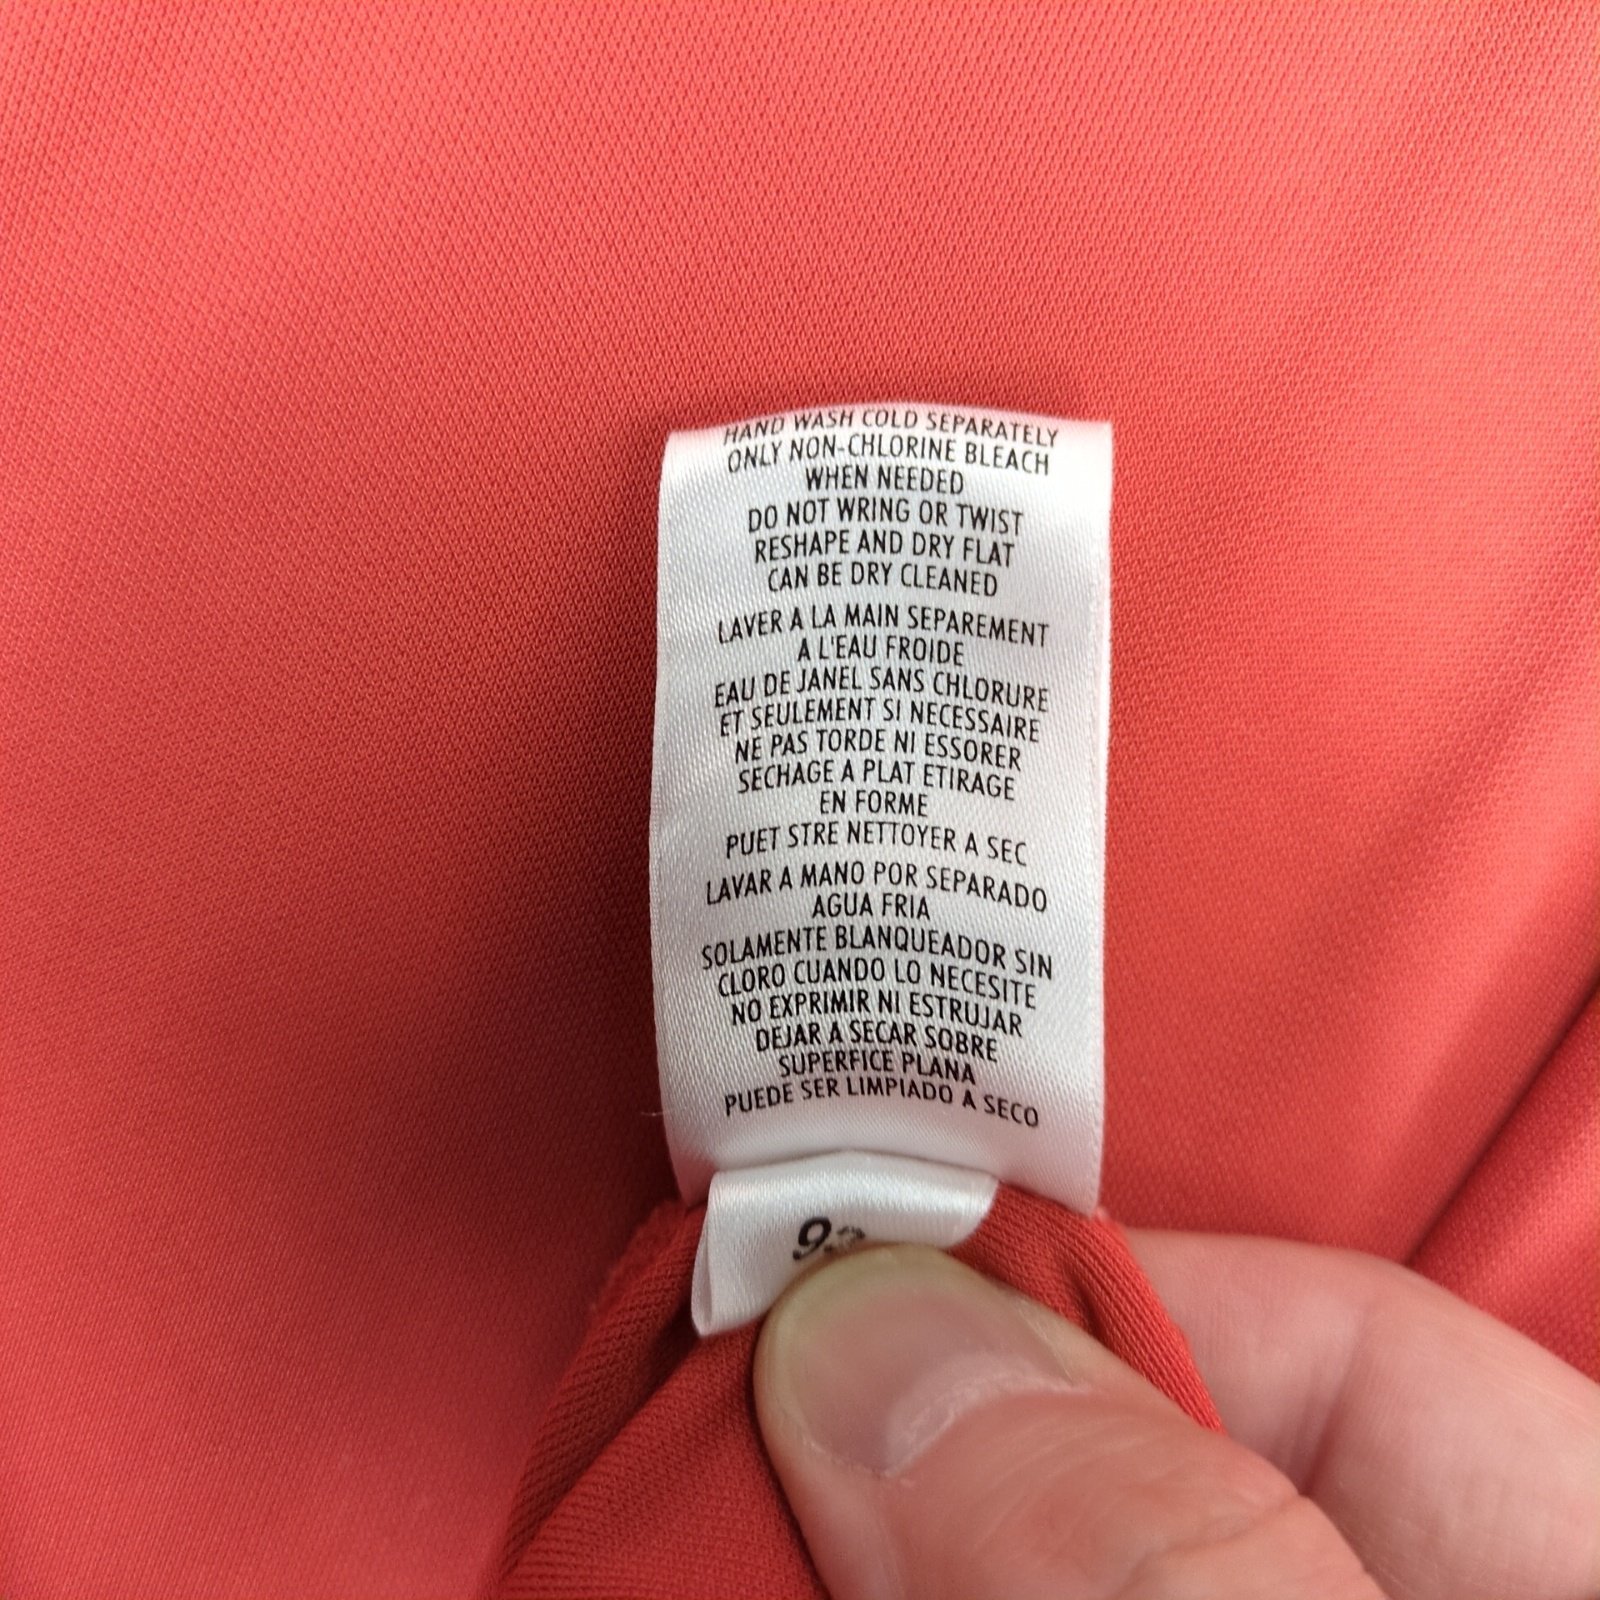 HAND WASH COLD SEPARATELY
ONLY NON-CHLORINE BLEACH
WHEN NEEDED
DO NOT WRING OR TWIST
RESHAPE AND DRY FLAT
CAN BE DRY CLEANED
LAVER A LA MAIN SEPAREMENT
A L'EAU FROIDE
EAU DE JANEL SANS CHLORURE
ET SEULEMENT SI NECESSAIRE
NE PAS TORDE NI ESSORER
SECHAGE A PLAT ETIRAGE
EN FORME
PUET STRE NETTOYER A SEC
LAVAR A MANO POR SEPARADO
AGUA FRIA
SOLAMENTE BLANQUEADOR SIN
CLORO CUANDO LO NECESITE
NO EXPRIMIR NI ESTRUJAR
DEJAR A SECAR SOBRE
SUPERFICE PLANA
PUEDE SER LIMPIADO A SECO